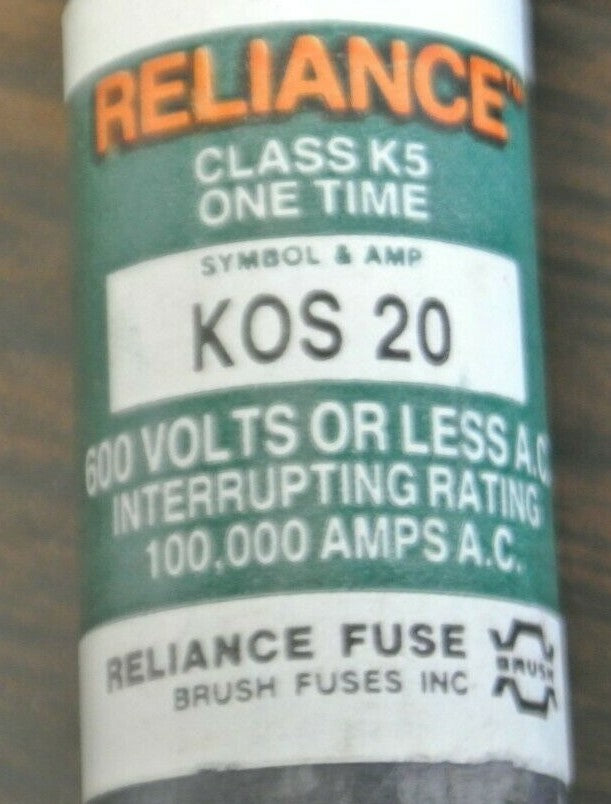 RELIANCE™
CLASS K5
ONE TIME
SYMBOL & AMP
KOS 20
600 VOLTS OR LESS A.C.
INTERRUPTING RATING
100,000 AMPS A.C.
RELIANCE FUSE
BRUSH FUSES INC
BRUSH